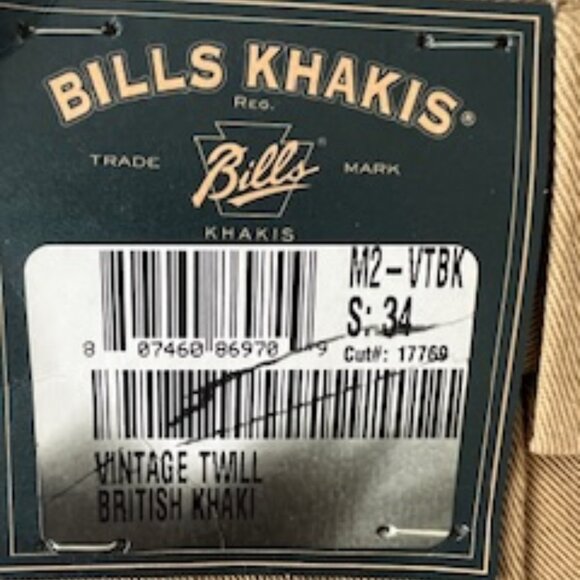 BILLS KHAKIS®
REG.
TRADE Bills® MARK
KHAKIS
M2-VTBK
S: 34
8 07460 86970 9
Cut#: 17769
VINTAGE TWILL
BRITISH KHAKI